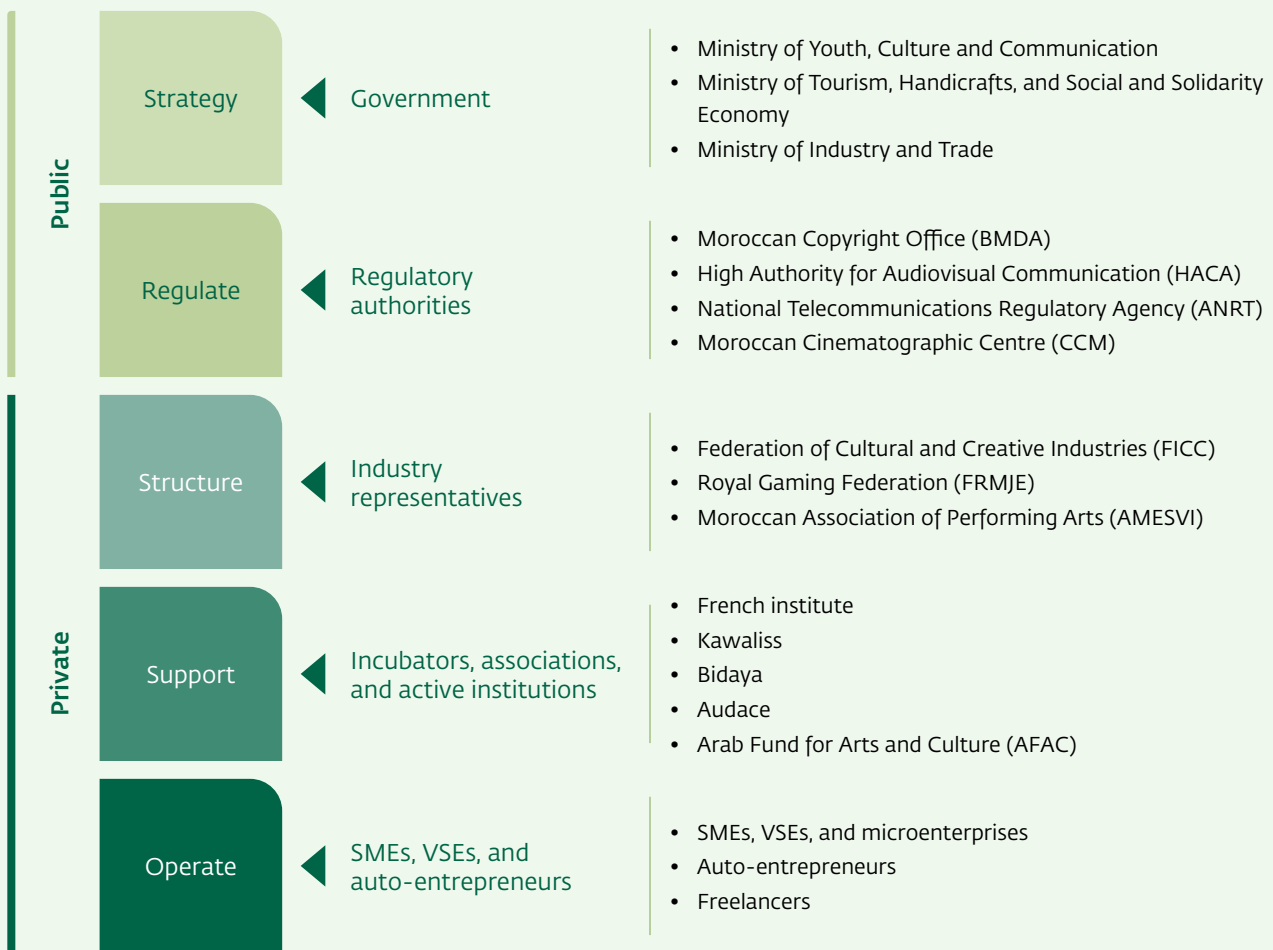 Public
Strategy
Government
• Ministry of Youth, Culture and Communication
• Ministry of Tourism, Handicrafts, and Social and Solidarity
Economy
• Ministry of Industry and Trade
Regulate
Regulatory
authorities
• Moroccan Copyright Office (BMDA)
• High Authority for Audiovisual Communication (HACA)
• National Telecommunications Regulatory Agency (ANRT)
• Moroccan Cinematographic Centre (CCM)
Private
Structure
Industry
representatives
• Federation of Cultural and Creative Industries (FICC)
• Royal Gaming Federation (FRMJE)
• Moroccan Association of Performing Arts (AMESVI)
Support
Incubators, associations,
and active institutions
• French institute
• Kawaliss
• Bidaya
• Audace
• Arab Fund for Arts and Culture (AFAC)
Operate
SMEs, VSEs, and
auto-entrepreneurs
• SMEs, VSEs, and microenterprises
• Auto-entrepreneurs
• Freelancers